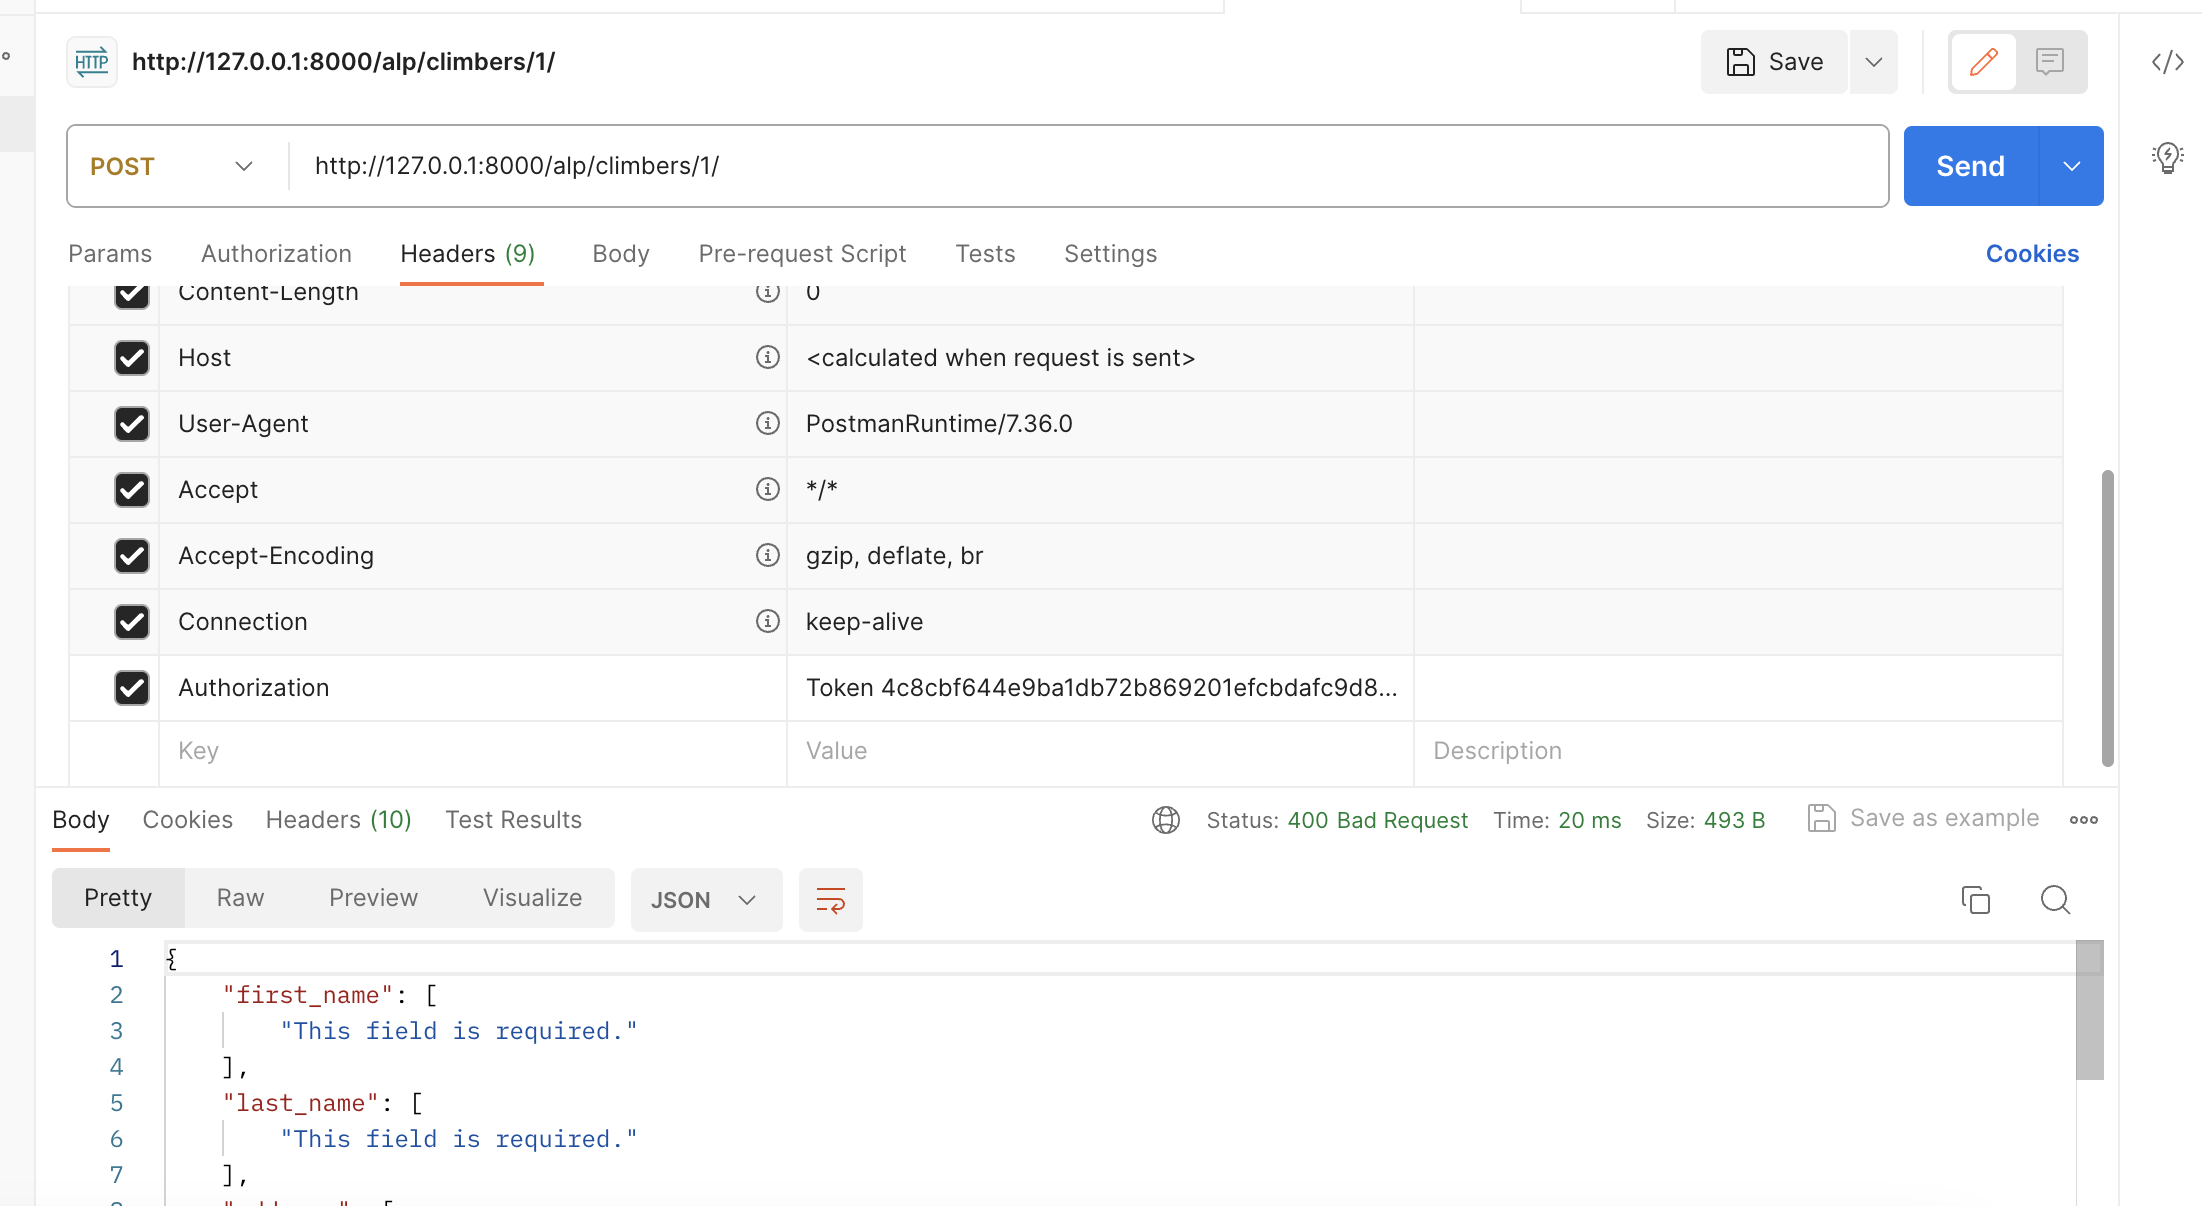 HTTP http://127.0.0.1:8000/alp/climbers/1/ Save
POST http://127.0.0.1:8000/alp/climbers/1/ Send
Params Authorization Headers (9) Body Pre-request Script Tests Settings Cookies
Content-Length 0
Host <calculated when request is sent>
User-Agent PostmanRuntime/7.36.0
Accept */*
Accept-Encoding gzip, deflate, br
Connection keep-alive
Authorization Token 4c8cbf644e9ba1db72b869201efcbdafc9d8...
Key Value Description
Body Cookies Headers (10) Test Results Status: 400 Bad Request Time: 20 ms Size: 493 B Save as example
Pretty Raw Preview Visualize JSON
1 {
2 "first_name": [
3 "This field is required."
4 ],
5 "last_name": [
6 "This field is required."
7 ],